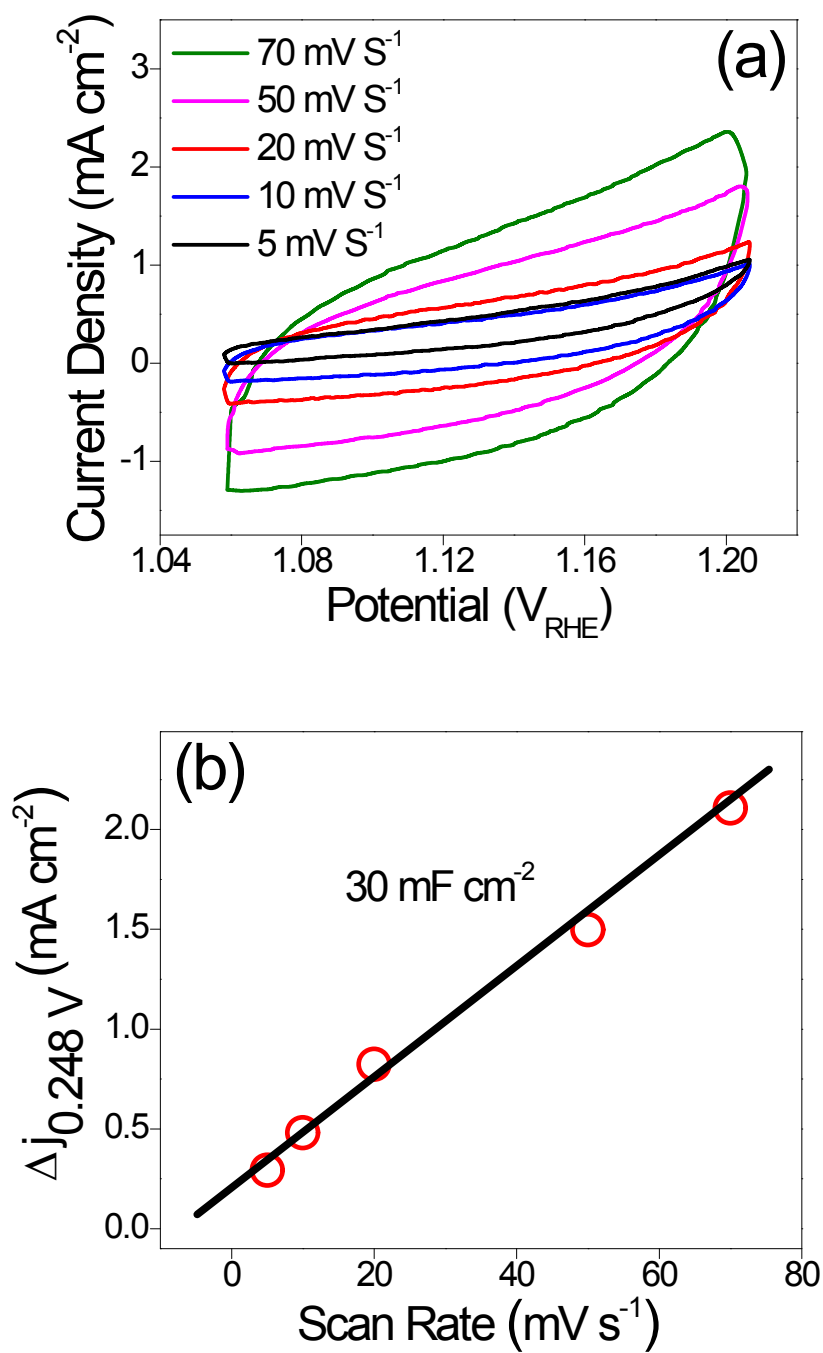 (a)
70 mV S⁻¹
50 mV S⁻¹
20 mV S⁻¹
10 mV S⁻¹
5 mV S⁻¹
3
2
1
0
-1
Current Density (mA cm⁻²)
1.04 1.08 1.12 1.16 1.20
Potential (V_RHE)
(b)
30 mF cm⁻²
2.0
1.5
1.0
0.5
0.0
Δ j_0.248 V (mA cm⁻²)
0 20 40 60 80
Scan Rate (mV s⁻¹)